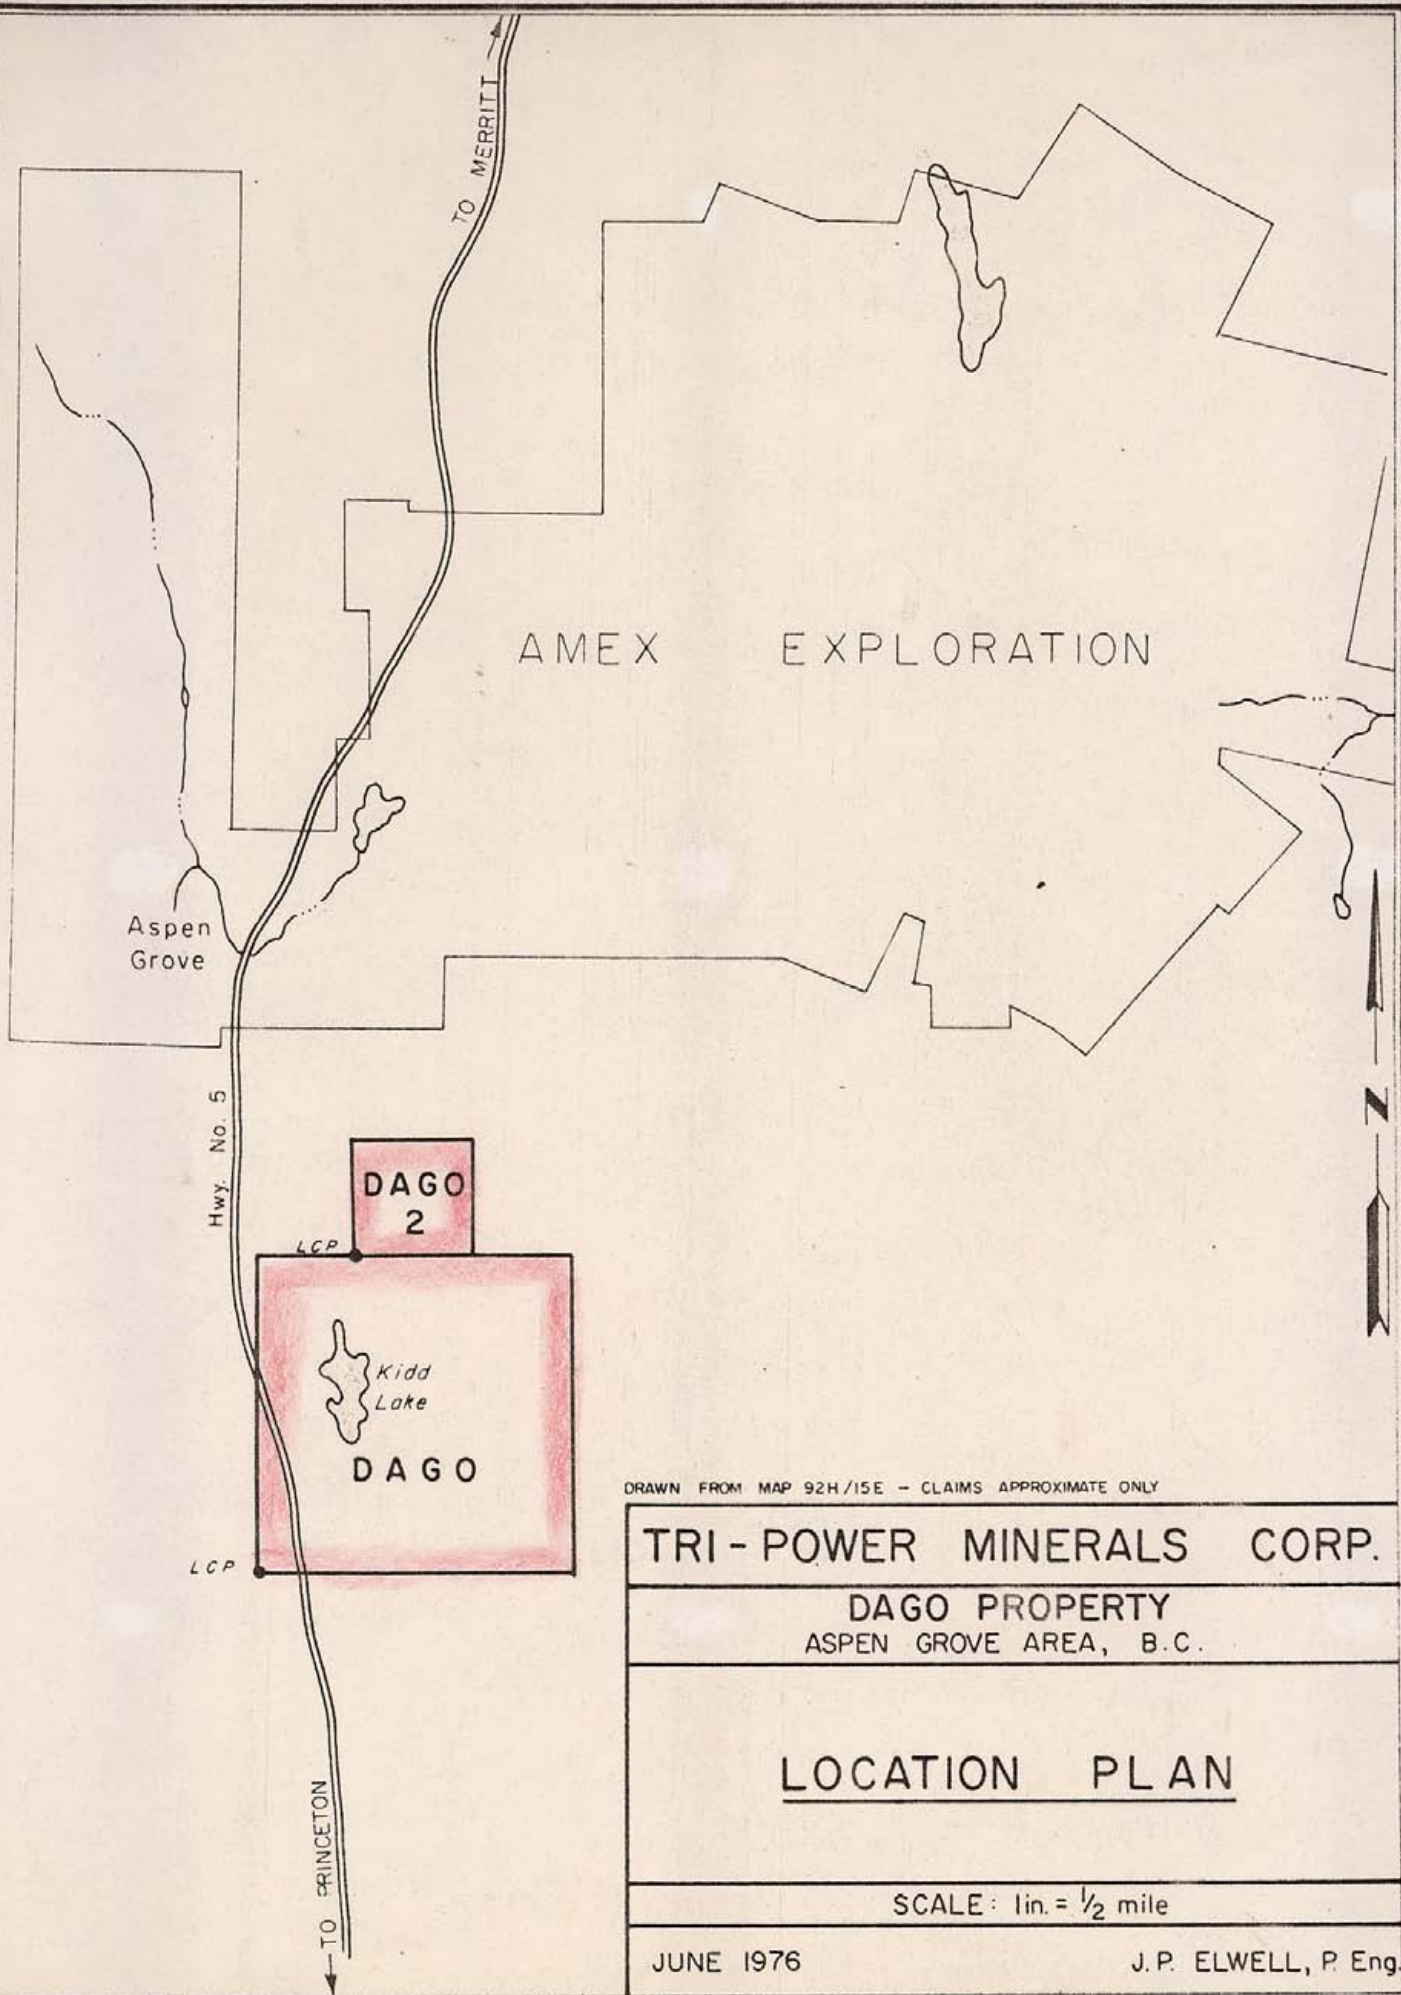 TO MERRITT
AMEX EXPLORATION
Aspen
Grove
Hwy. No. 5
DAGO
2
LCP
Kidd
Lake
DAGO
LCP
TO PRINCETON
N
DRAWN FROM MAP 92H/15E - CLAIMS APPROXIMATE ONLY
TRI-POWER MINERALS CORP.
DAGO PROPERTY
ASPEN GROVE AREA, B.C.
LOCATION PLAN
SCALE: 1in. = 1/2 mile
JUNE 1976 J.P. ELWELL, P. Eng.